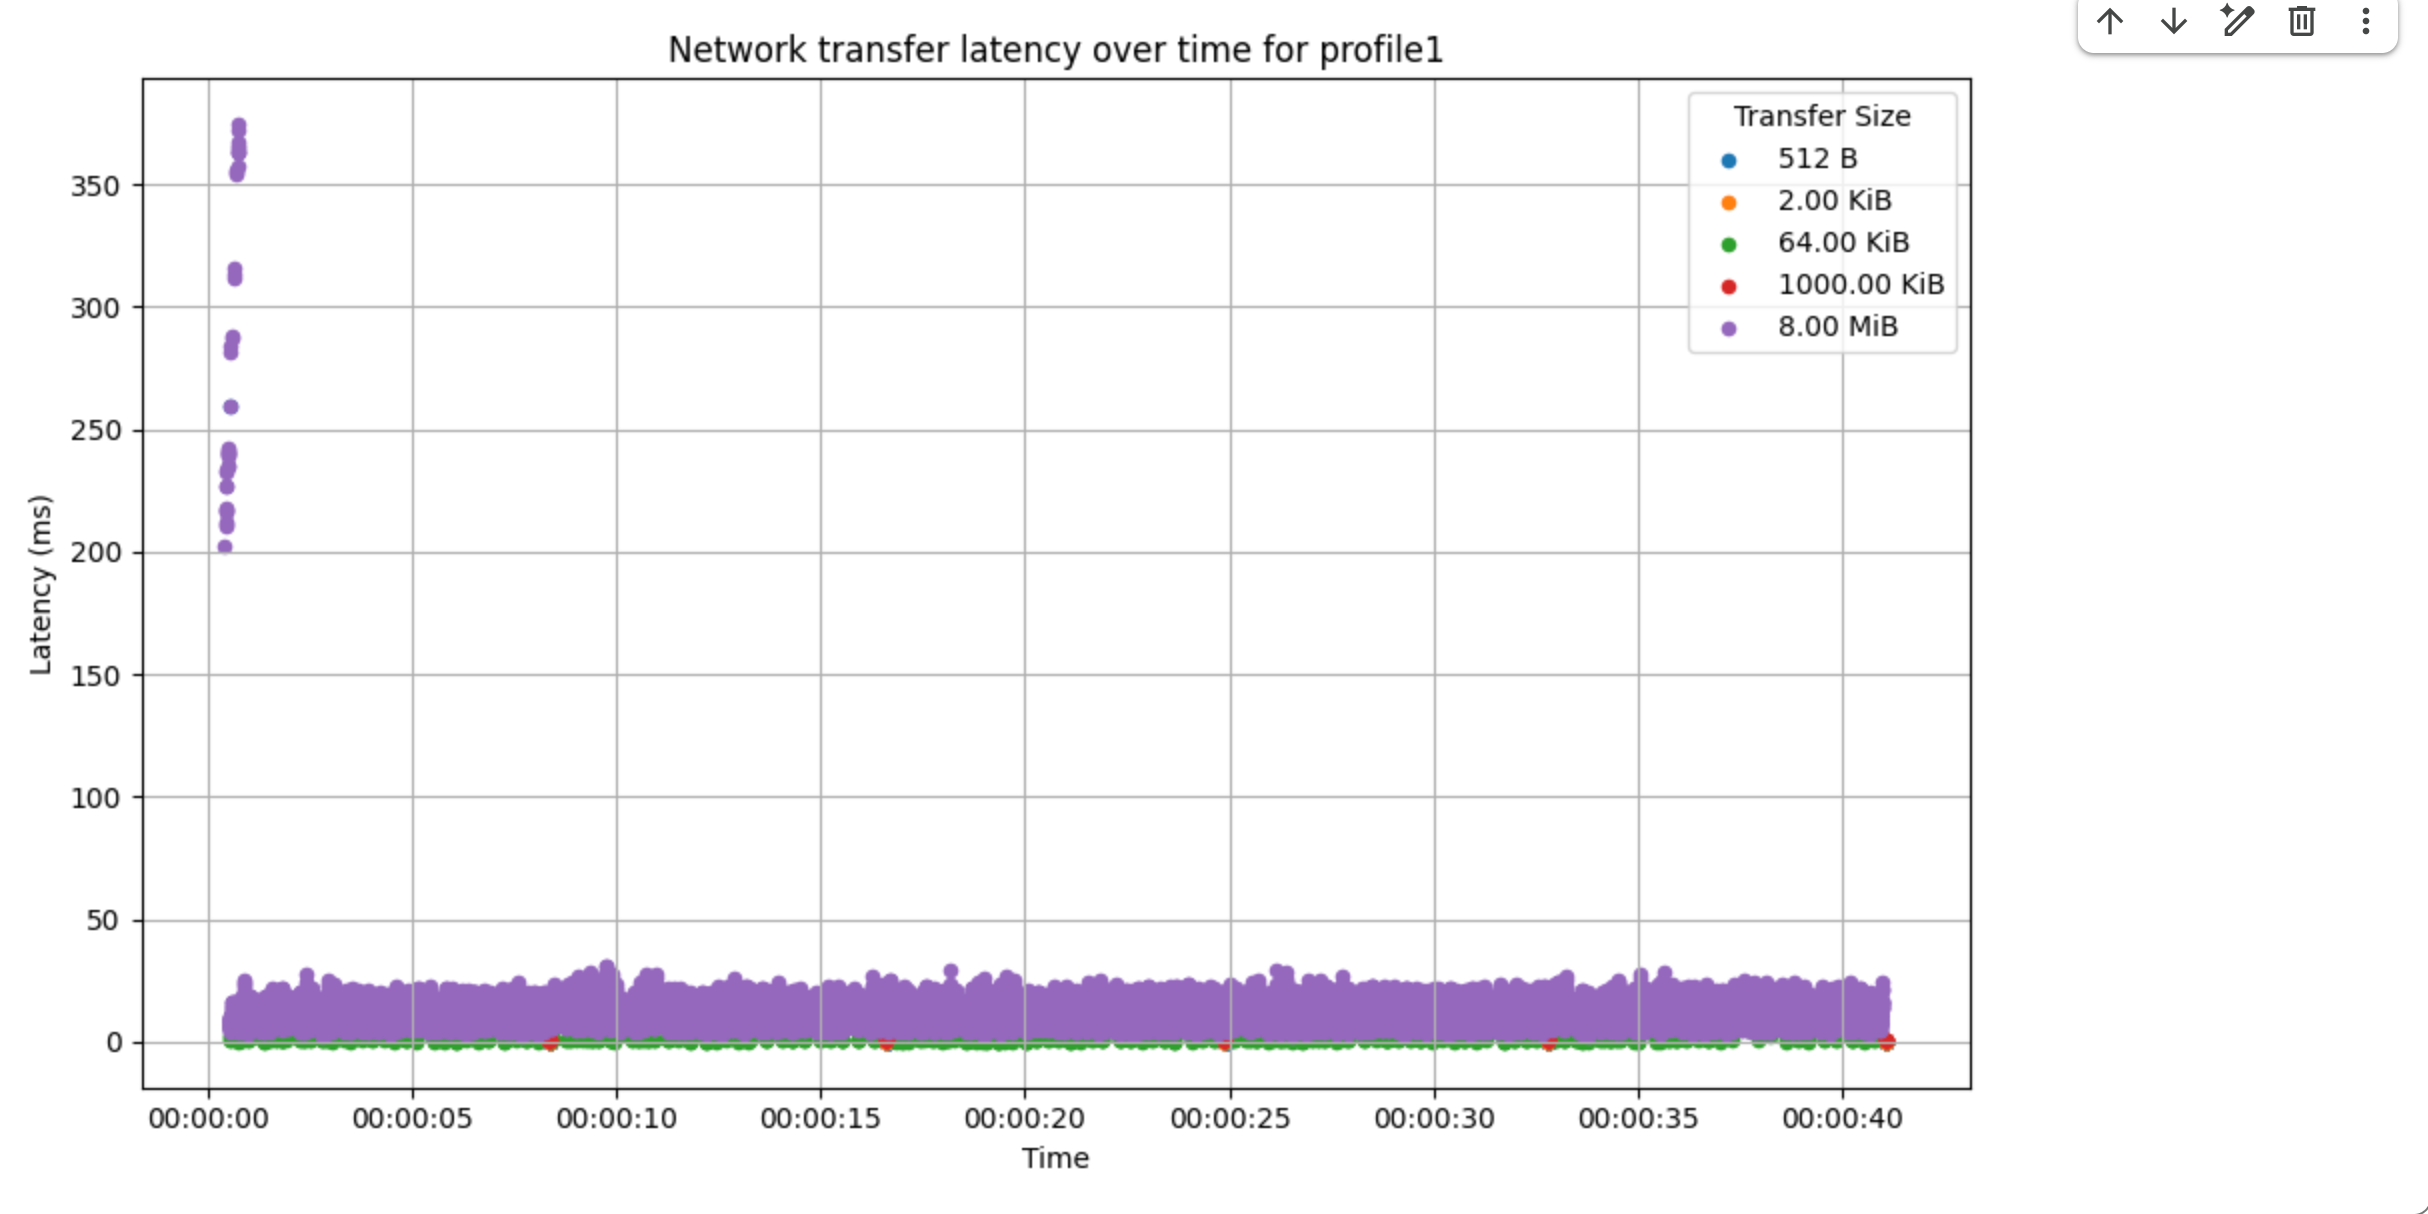 Network transfer latency over time for profile1
Transfer Size
512 B
2.00 KiB
64.00 KiB
1000.00 KiB
8.00 MiB
350
300
250
200
150
100
50
0
Latency (ms)
00:00:00 00:00:05 00:00:10 00:00:15 00:00:20 00:00:25 00:00:30 00:00:35 00:00:40
Time